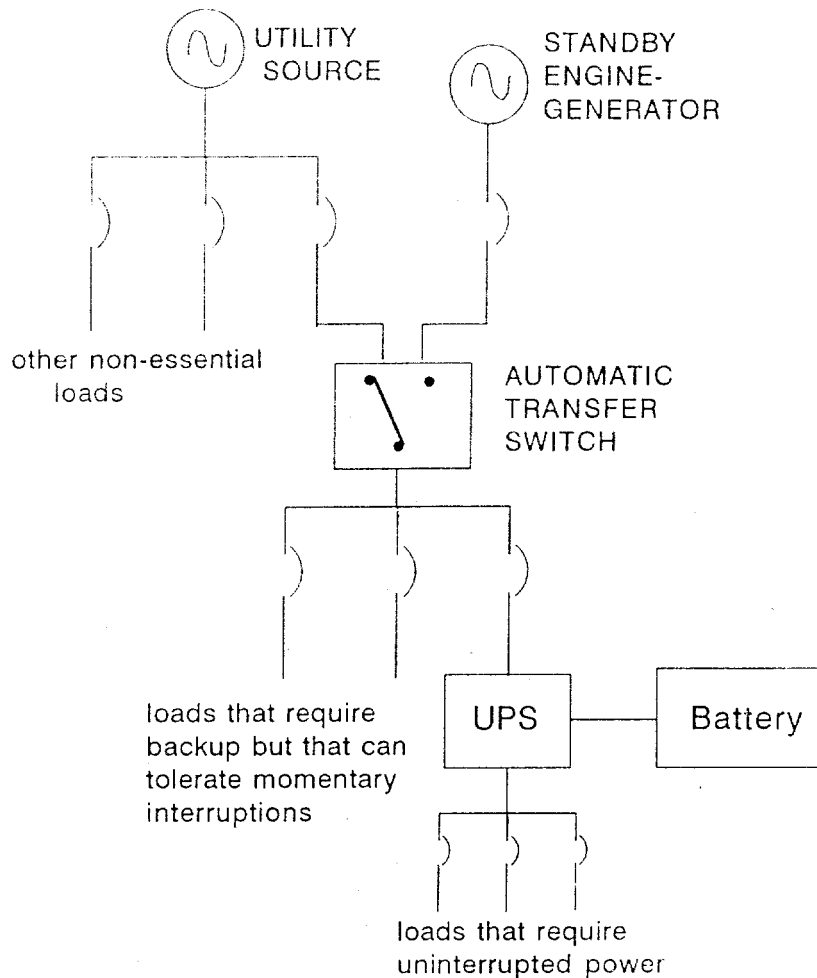 UTILITY
SOURCE
STANDBY
ENGINE-
GENERATOR
other non-essential
loads
AUTOMATIC
TRANSFER
SWITCH
loads that require
backup but that can
tolerate momentary
interruptions
UPS
Battery
loads that require
uninterrupted power